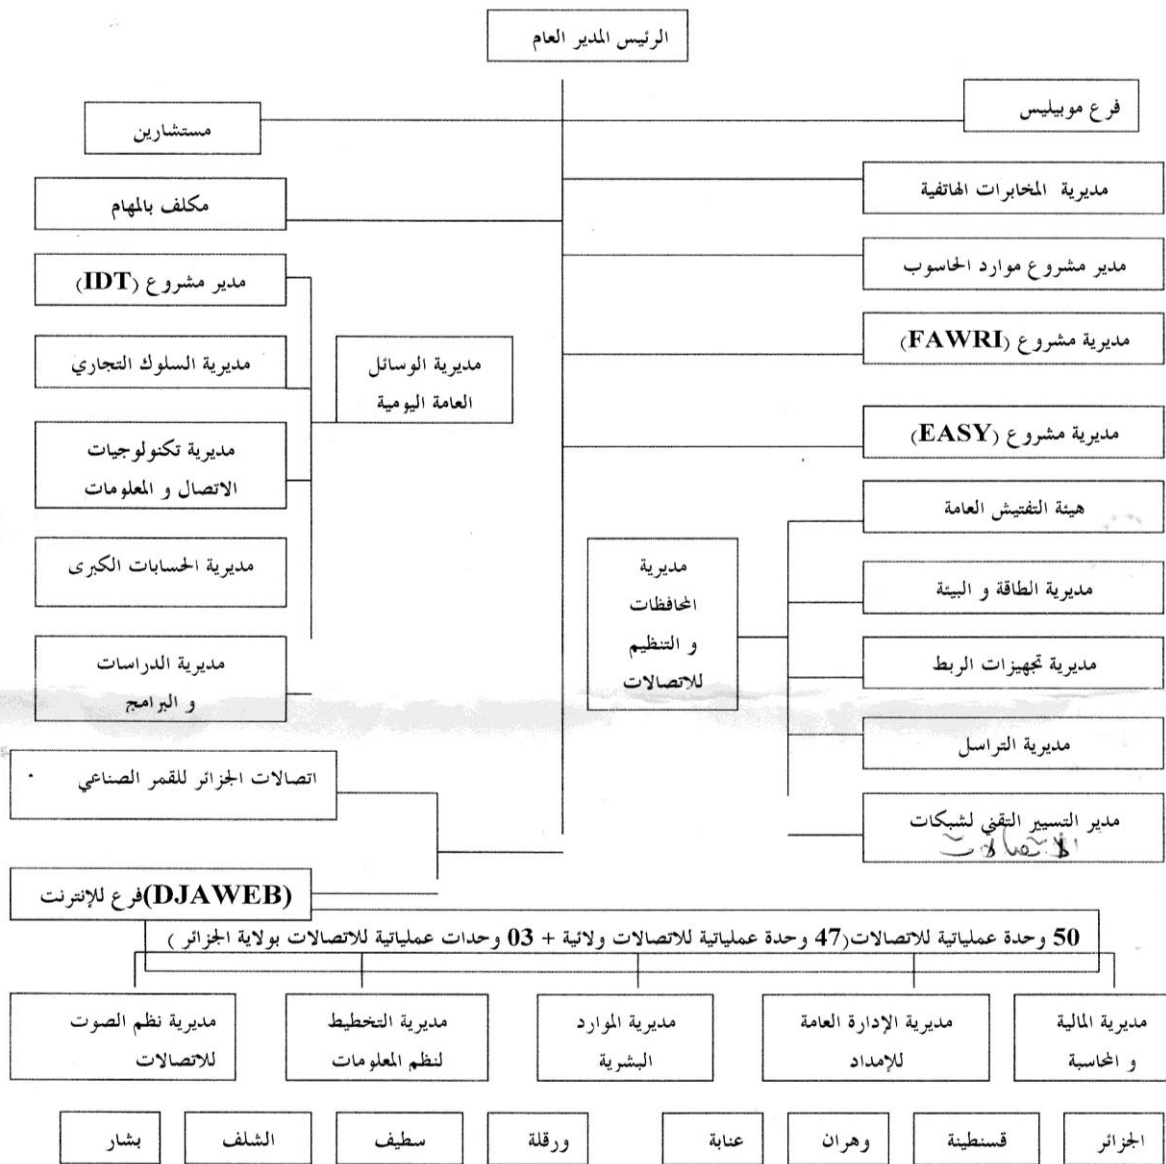 الرئيس المدير العام
فرع موبيليس
مستشارين
مديرية المخابرات الهاتفية
مكلف بالمهام
مدير مشروع موارد الحاسوب
مدير مشروع (IDT)
مديرية مشروع (FAWRI)
مديرية السلوك التجاري
مديرية الوسائل
العامة اليومية
مديرية مشروع (EASY)
مديرية تكنولوجيات
الاتصال و المعلومات
هيئة التفتيش العامة
مديرية الحسابات الكبرى
مديرية
المحافظات
و التنظيم
للاتصالات
مديرية الطاقة و البيئة
مديرية تجهيزات الربط
مديرية الدراسات
و البرامج
مديرية التراسل
اتصالات الجزائر للقمر الصناعي
مدير التسيير التقني لشبكات
الاتصالات
(DJAWEB)فرع للإنترنت
50 وحدة عملياتية للاتصالات(47 وحدة عملياتية للاتصالات ولائية + 03 وحدات عملياتية للاتصالات بولاية الجزائر )
مديرية المالية
و المحاسبة
مديرية الإدارة العامة
للإمداد
مديرية الموارد
البشرية
مديرية التخطيط
لنظم المعلومات
مديرية نظم الصوت
للاتصالات
الجزائر
قسنطينة
وهران
عنابة
ورقلة
سطيف
الشلف
بشار